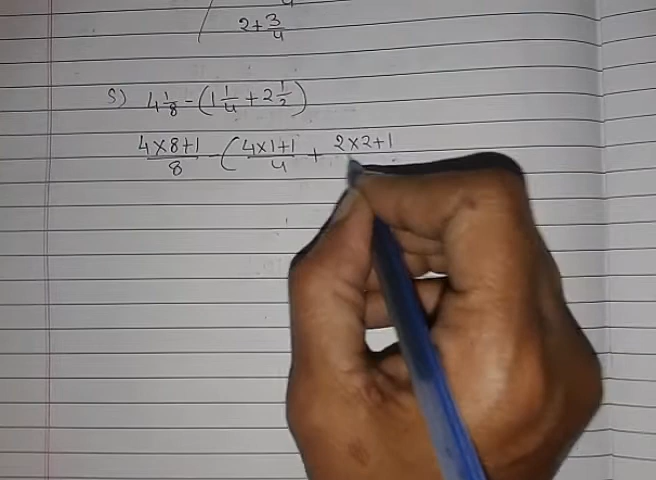 4
2+3/4
5) 4 1/8 - (1 1/4 + 2 1/2)
4×8+1/8 - (4×1+1/4 + 2×2+1